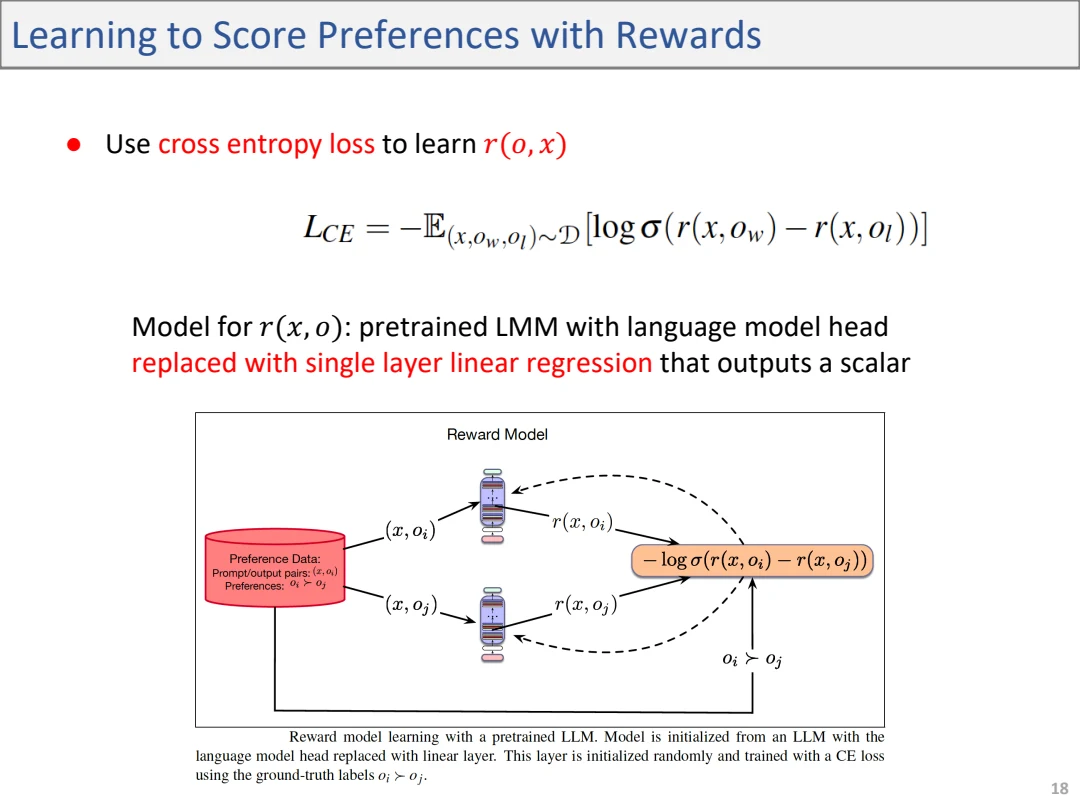 Learning to Score Preferences with Rewards
● Use cross entropy loss to learn r(o, x)
L_{CE} = −𝔼_{(x,o_w,o_l)∼𝒟}[log σ(r(x, o_w) − r(x, o_l))]
Model for r(x, o): pretrained LMM with language model head
replaced with single layer linear regression that outputs a scalar
Reward Model
(x, o_i)
r(x, o_i)
Preference Data:
Prompt/output pairs: (x, o_i)
Preferences: o_i ≻ o_j
− log σ(r(x, o_i) − r(x, o_j))
(x, o_j)
r(x, o_j)
o_i ≻ o_j
Reward model learning with a pretrained LLM. Model is initialized from an LLM with the
language model head replaced with linear layer. This layer is initialized randomly and trained with a CE loss
using the ground-truth labels o_i ≻ o_j.
18